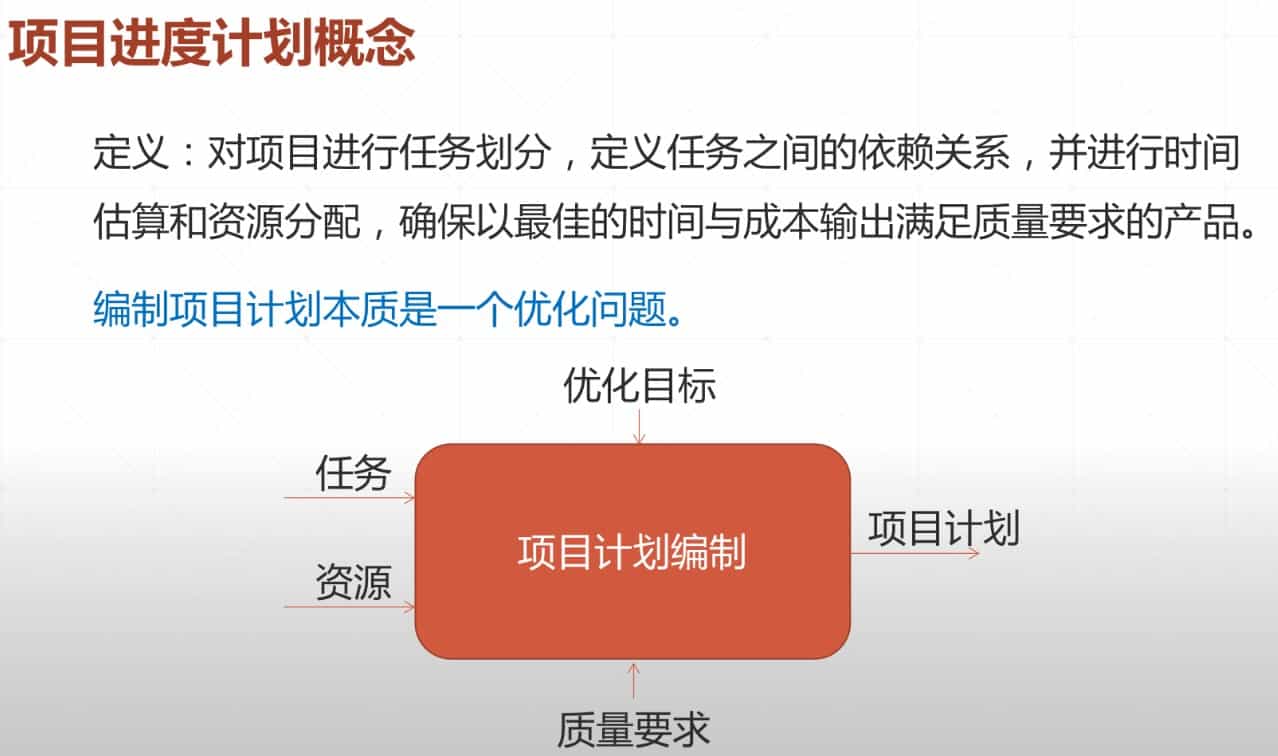 项目进度计划概念
定义：对项目进行任务划分，定义任务之间的依赖关系，并进行时间
估算和资源分配，确保以最佳的时间与成本输出满足质量要求的产品。
编制项目计划本质是一个优化问题。
优化目标
任务
资源
项目计划编制
项目计划
质量要求